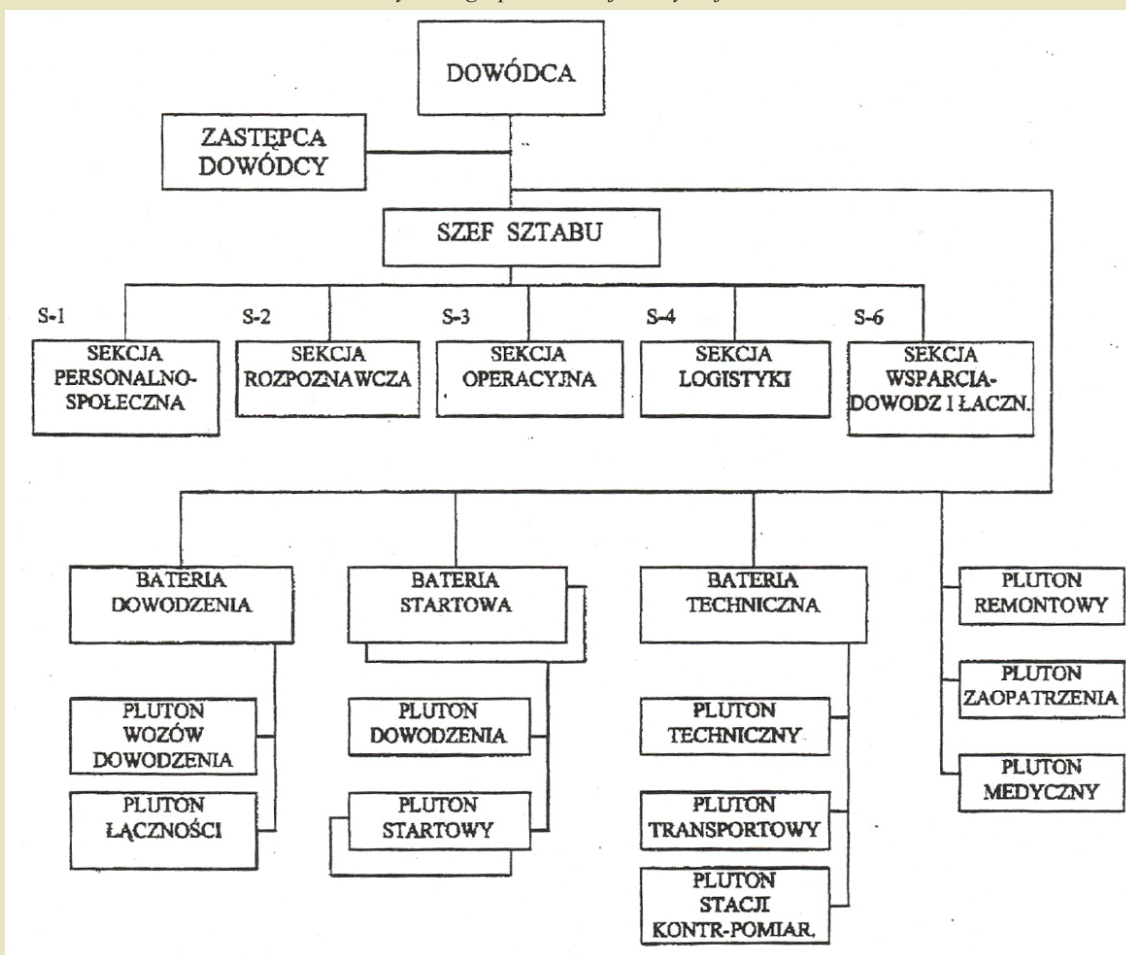 DOWÓDCA
ZASTĘPCA
DOWÓDCY
SZEF SZTABU
S-1
SEKCJA
PERSONALNO-
SPOŁECZNA
S-2
SEKCJA
ROZPOZNAWCZA
S-3
SEKCJA
OPERACYJNA
S-4
SEKCJA
LOGISTYKI
S-6
SEKCJA
WSPARCIA-
DOWODZ I ŁACZN.
BATERIA
DOWODZENIA
PLUTON
WOZÓW
DOWODZENIA
PLUTON
ŁĄCZNOŚCI
BATERIA
STARTOWA
PLUTON
DOWODZENIA
PLUTON
STARTOWY
BATERIA
TECHNICZNA
PLUTON
TECHNICZNY
PLUTON
TRANSPORTOWY
PLUTON
STACJI
KONTR-POMIAR.
PLUTON
REMONTOWY
PLUTON
ZAOPATRZENIA
PLUTON
MEDYCZNY